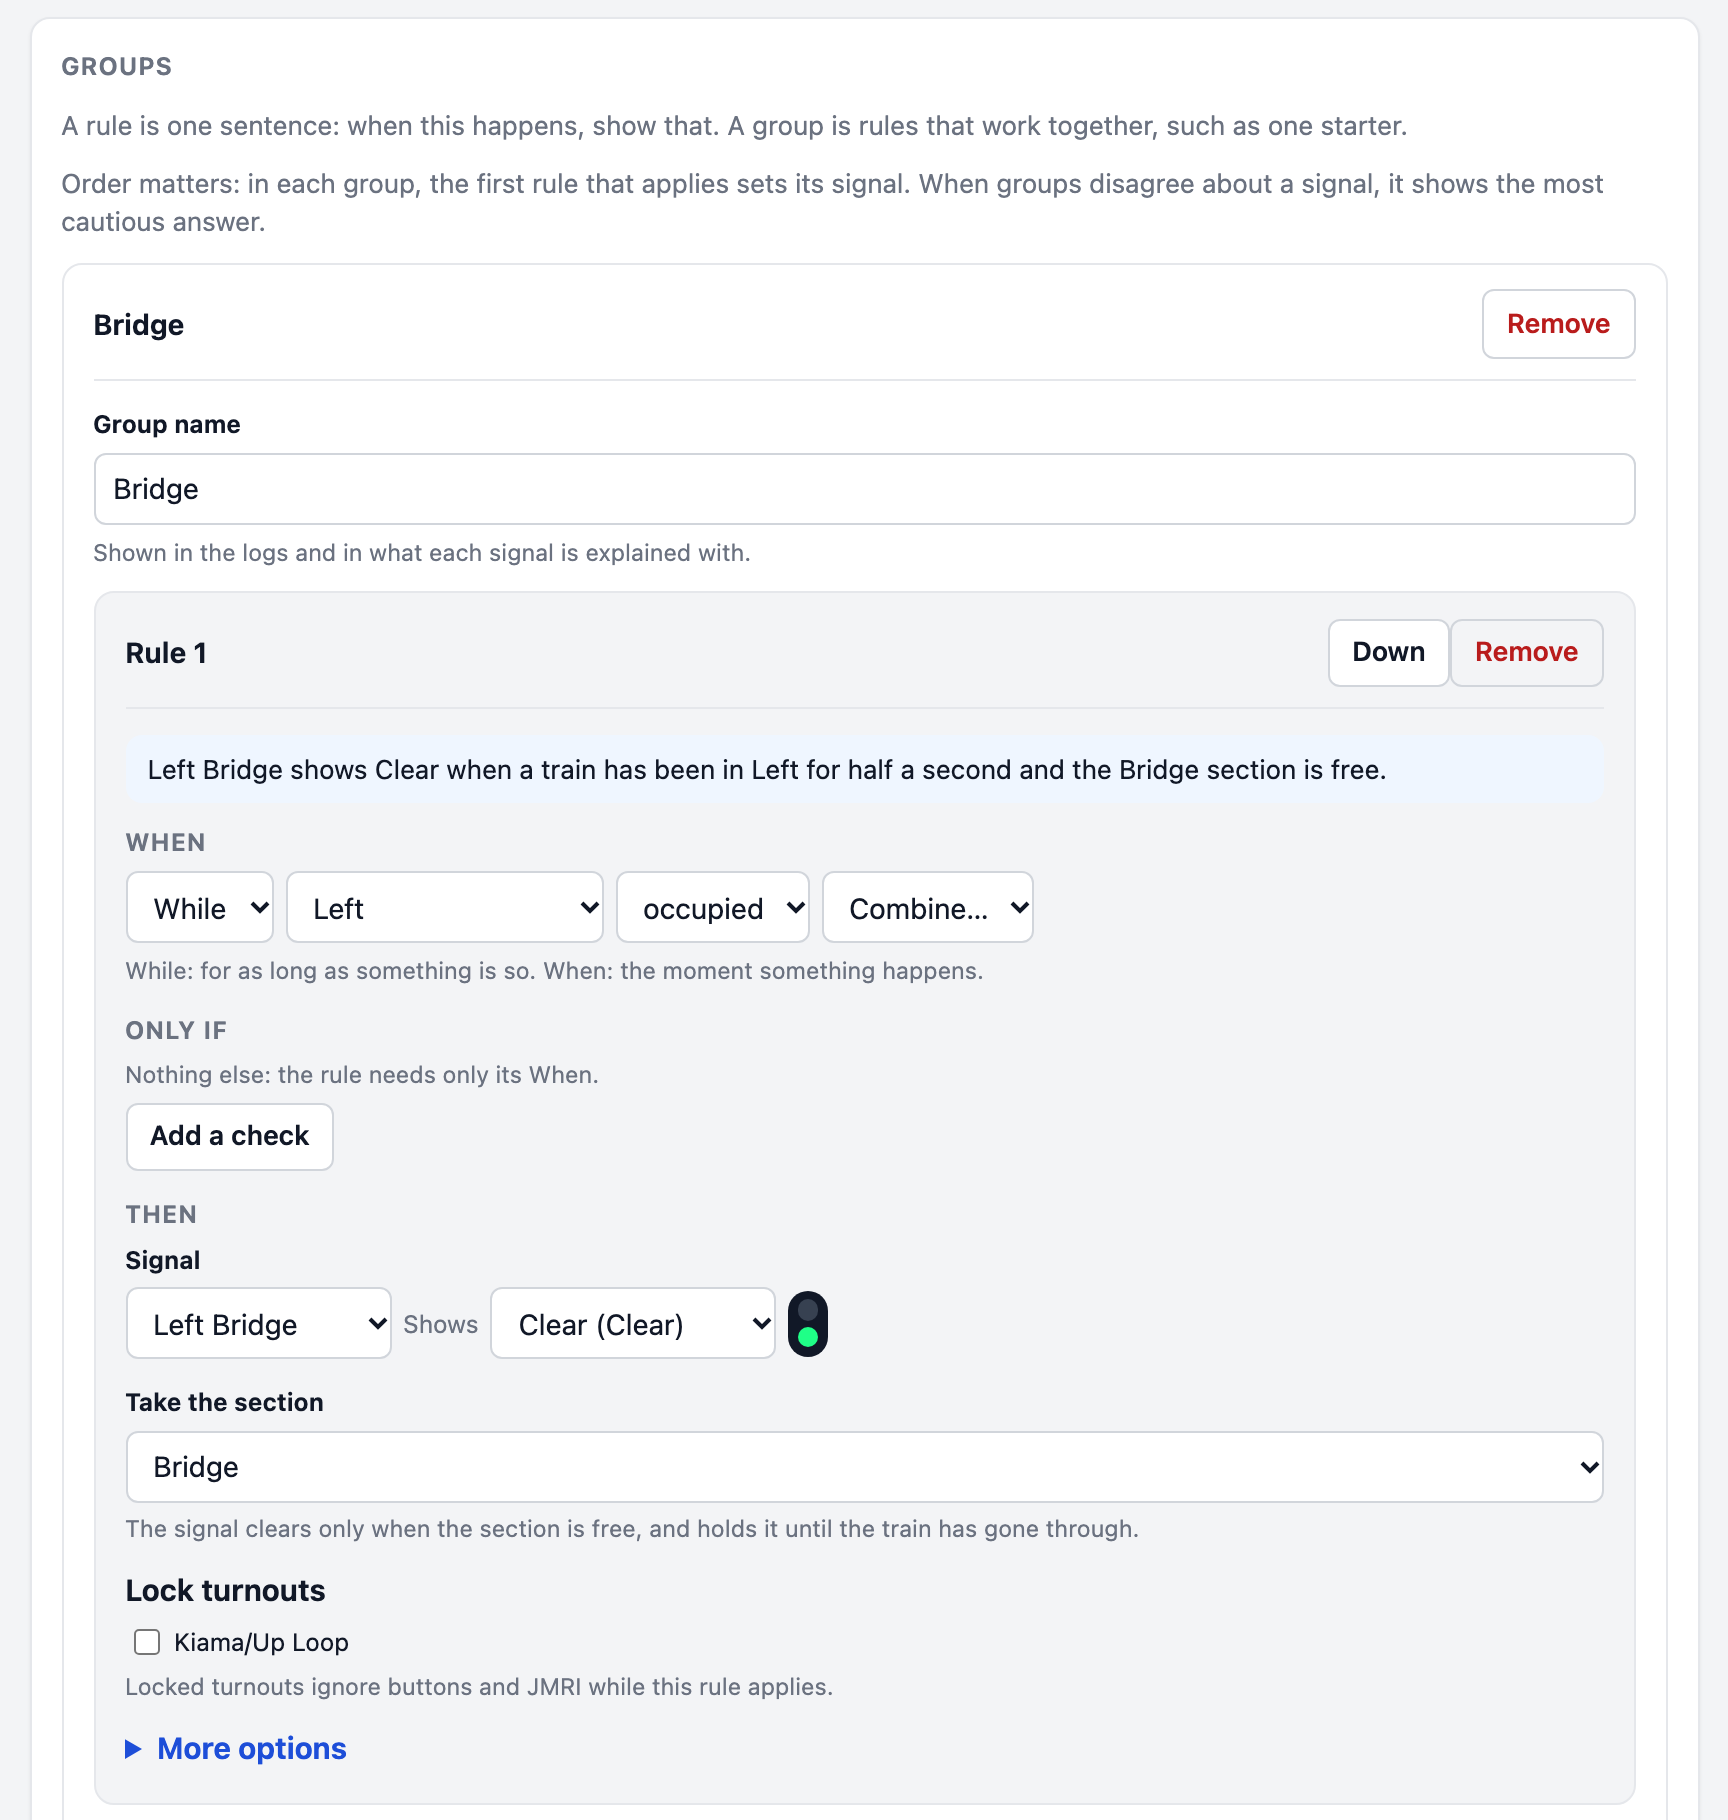 GROUPS
A rule is one sentence: when this happens, show that. A group is rules that work together, such as one starter.
Order matters: in each group, the first rule that applies sets its signal. When groups disagree about a signal, it shows the most
cautious answer.
Bridge
Remove
Group name
Bridge
Shown in the logs and in what each signal is explained with.
Rule 1
Down
Remove
Left Bridge shows Clear when a train has been in Left for half a second and the Bridge section is free.
WHEN
While
Left
occupied
Combine...
While: for as long as something is so. When: the moment something happens.
ONLY IF
Nothing else: the rule needs only its When.
Add a check
THEN
Signal
Left Bridge
Shows
Clear (Clear)
Take the section
Bridge
The signal clears only when the section is free, and holds it until the train has gone through.
Lock turnouts
Kiama/Up Loop
Locked turnouts ignore buttons and JMRI while this rule applies.
More options